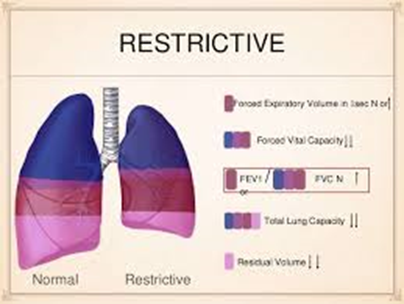 RESTRICTIVE
Forced Expiratory Volume in 1sec N or↓
Forced Vital Capacity↓↓
FEV1 / FVC N ↑
or
Total Lung Capacity ↓↓
Residual Volume ↓↓
Normal
Restrictive